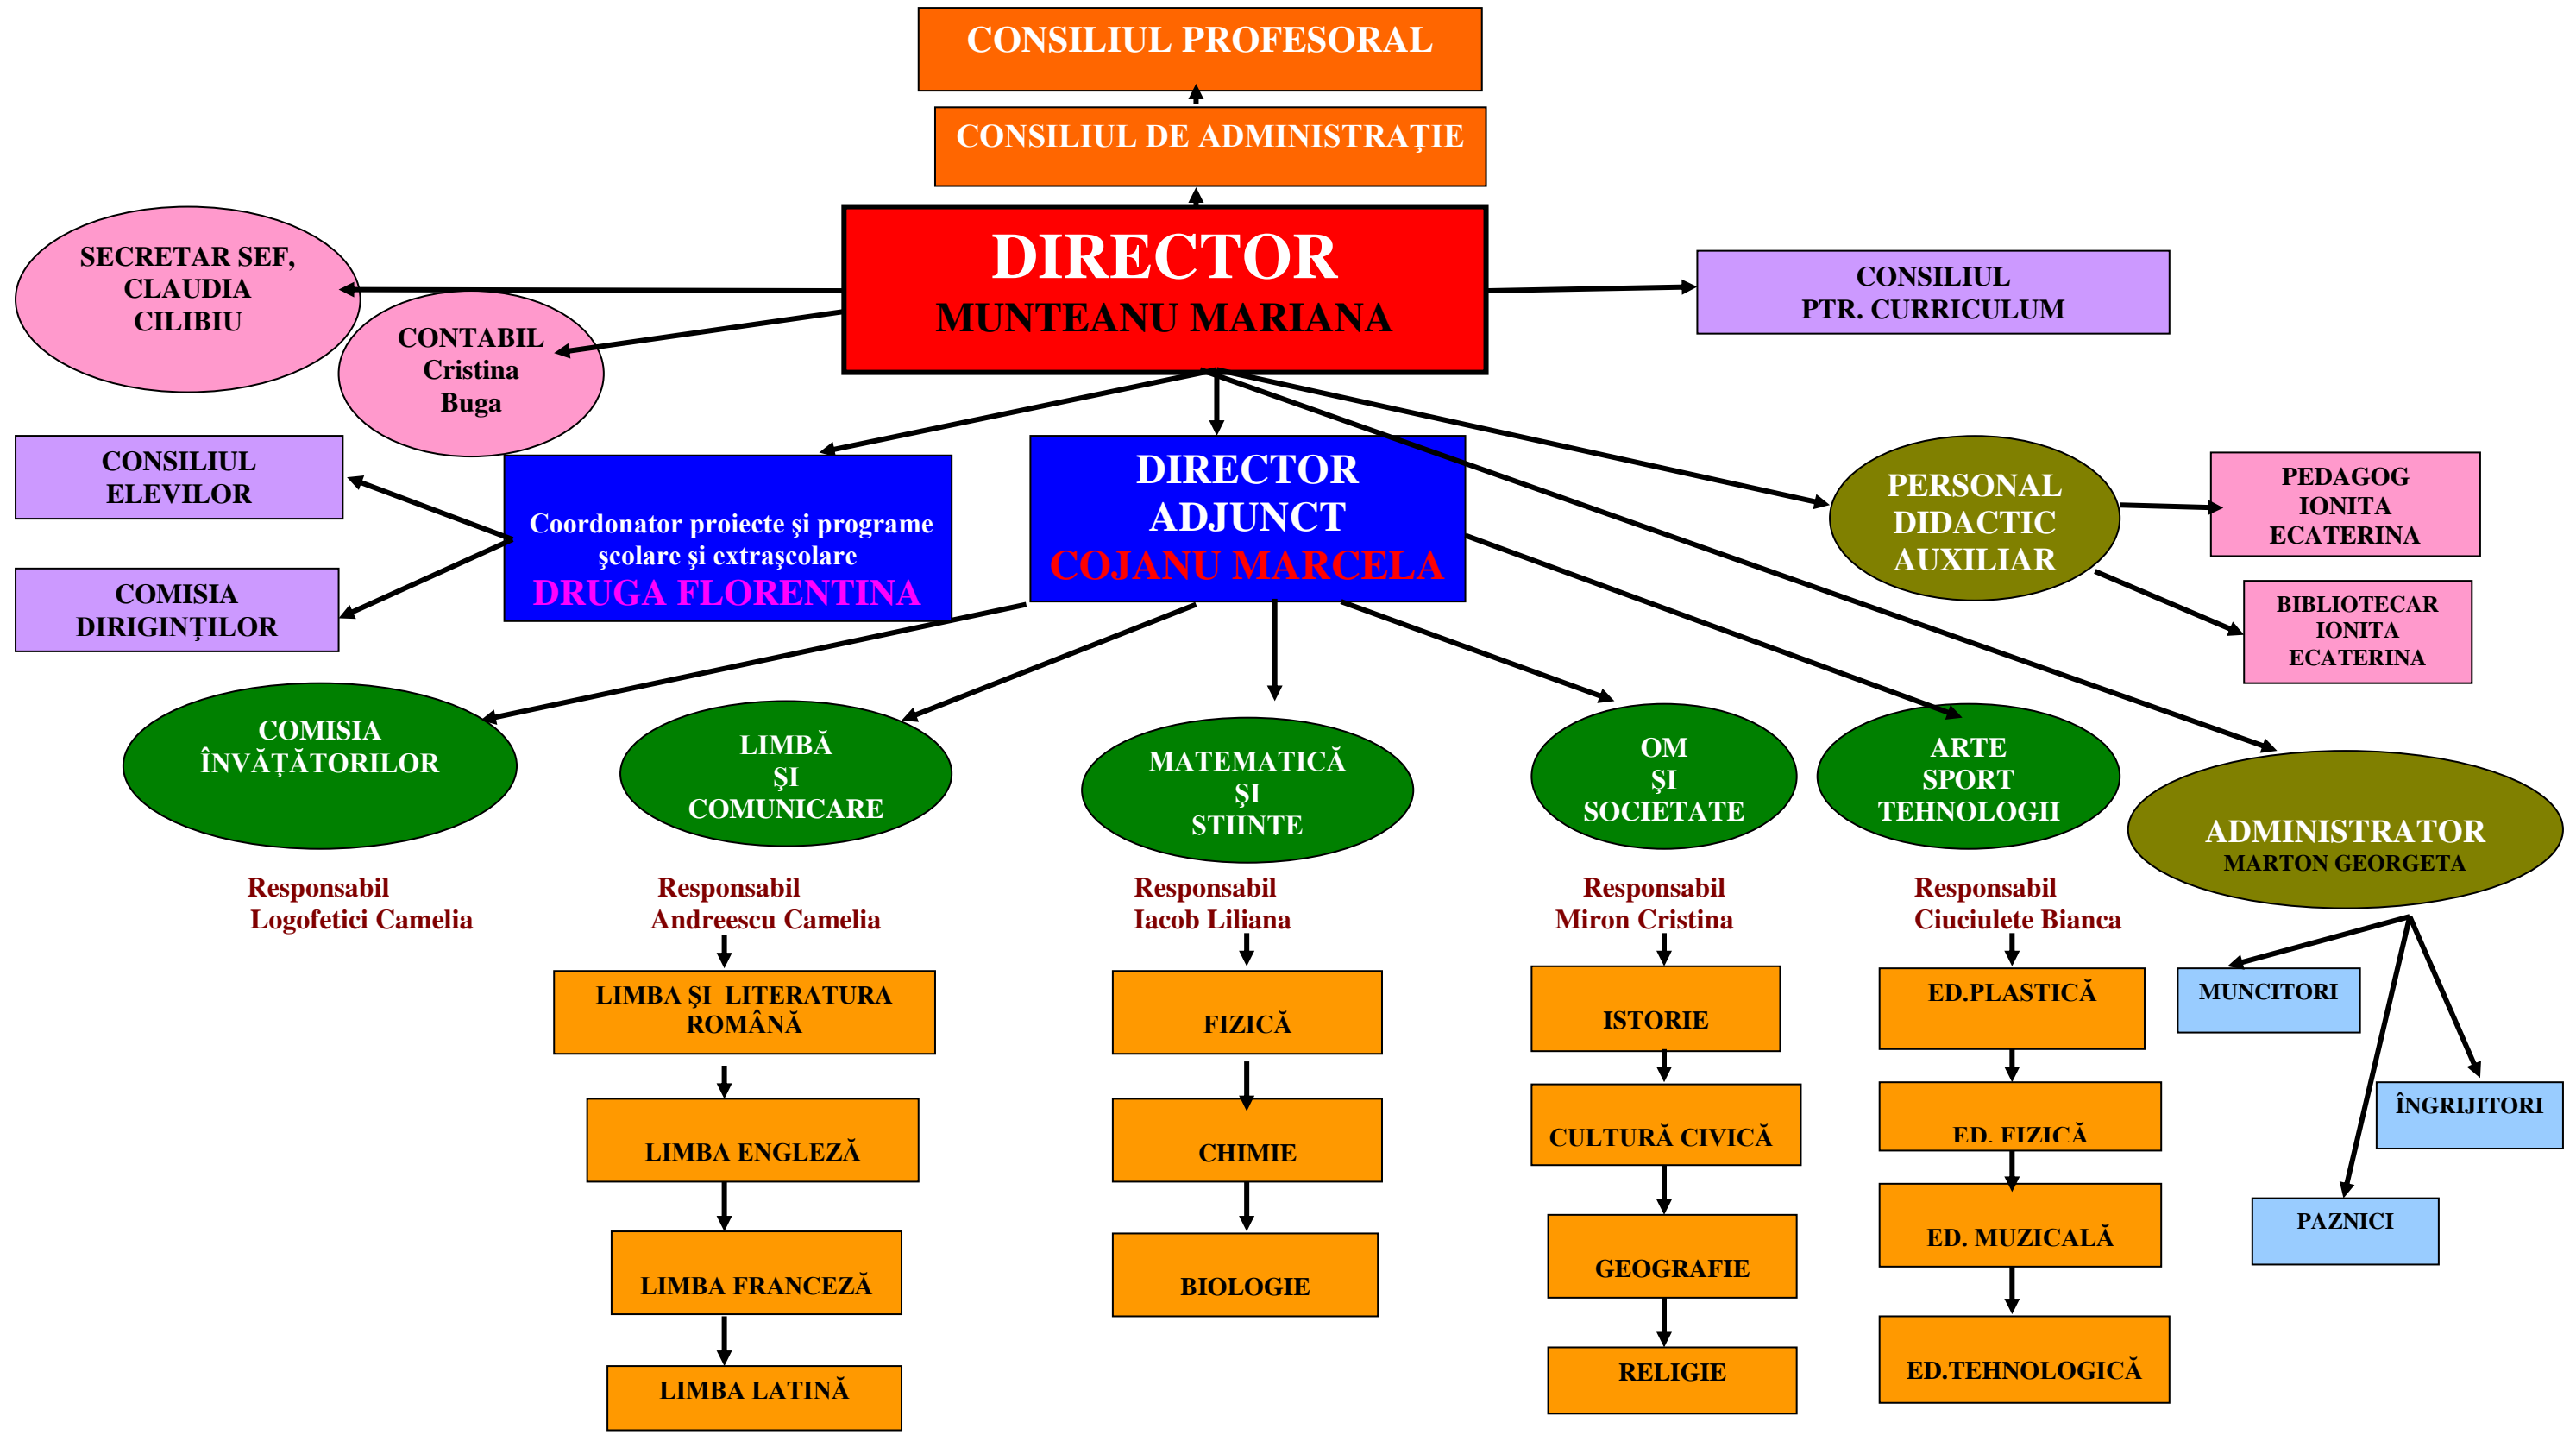 CONSILIUL PROFESORAL
CONSILIUL DE ADMINISTRAŢIE
DIRECTOR
MUNTEANU MARIANA
SECRETAR SEF,
CLAUDIA
CILIBIU
CONTABIL
Cristina
Buga
CONSILIUL
PTR. CURRICULUM
CONSILIUL
ELEVILOR
COMISIA
DIRIGINŢILOR
Coordonator proiecte şi programe
şcolare şi extraşcolare
DRUGA FLORENTINA
DIRECTOR
ADJUNCT
COJANU MARCELA
PERSONAL
DIDACTIC
AUXILIAR
PEDAGOG
IONITA
ECATERINA
BIBLIOTECAR
IONITA
ECATERINA
COMISIA
ÎNVĂŢĂTORILOR
LIMBĂ
ŞI
COMUNICARE
MATEMATICĂ
ŞI
STIINTE
OM
ŞI
SOCIETATE
ARTE
SPORT
TEHNOLOGII
ADMINISTRATOR
MARTON GEORGETA
Responsabil
Logofetici Camelia
Responsabil
Andreescu Camelia
Responsabil
Iacob Liliana
Responsabil
Miron Cristina
Responsabil
Ciuciulete Bianca
LIMBA ŞI LITERATURA
ROMÂNĂ
LIMBA ENGLEZĂ
LIMBA FRANCEZĂ
LIMBA LATINĂ
FIZICĂ
CHIMIE
BIOLOGIE
ISTORIE
CULTURĂ CIVICĂ
GEOGRAFIE
RELIGIE
ED.PLASTICĂ
ED. FIZICĂ
ED. MUZICALĂ
ED.TEHNOLOGICĂ
MUNCITORI
ÎNGRIJITORI
PAZNICI